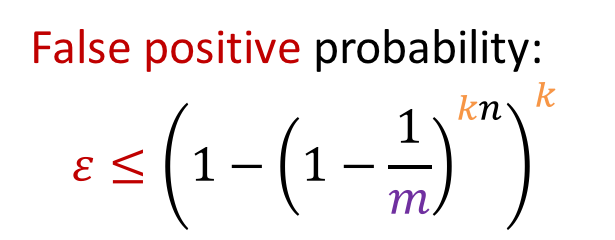 False positive probability:
ε ≤ (1 − (1 − 1/m)^{kn})^k